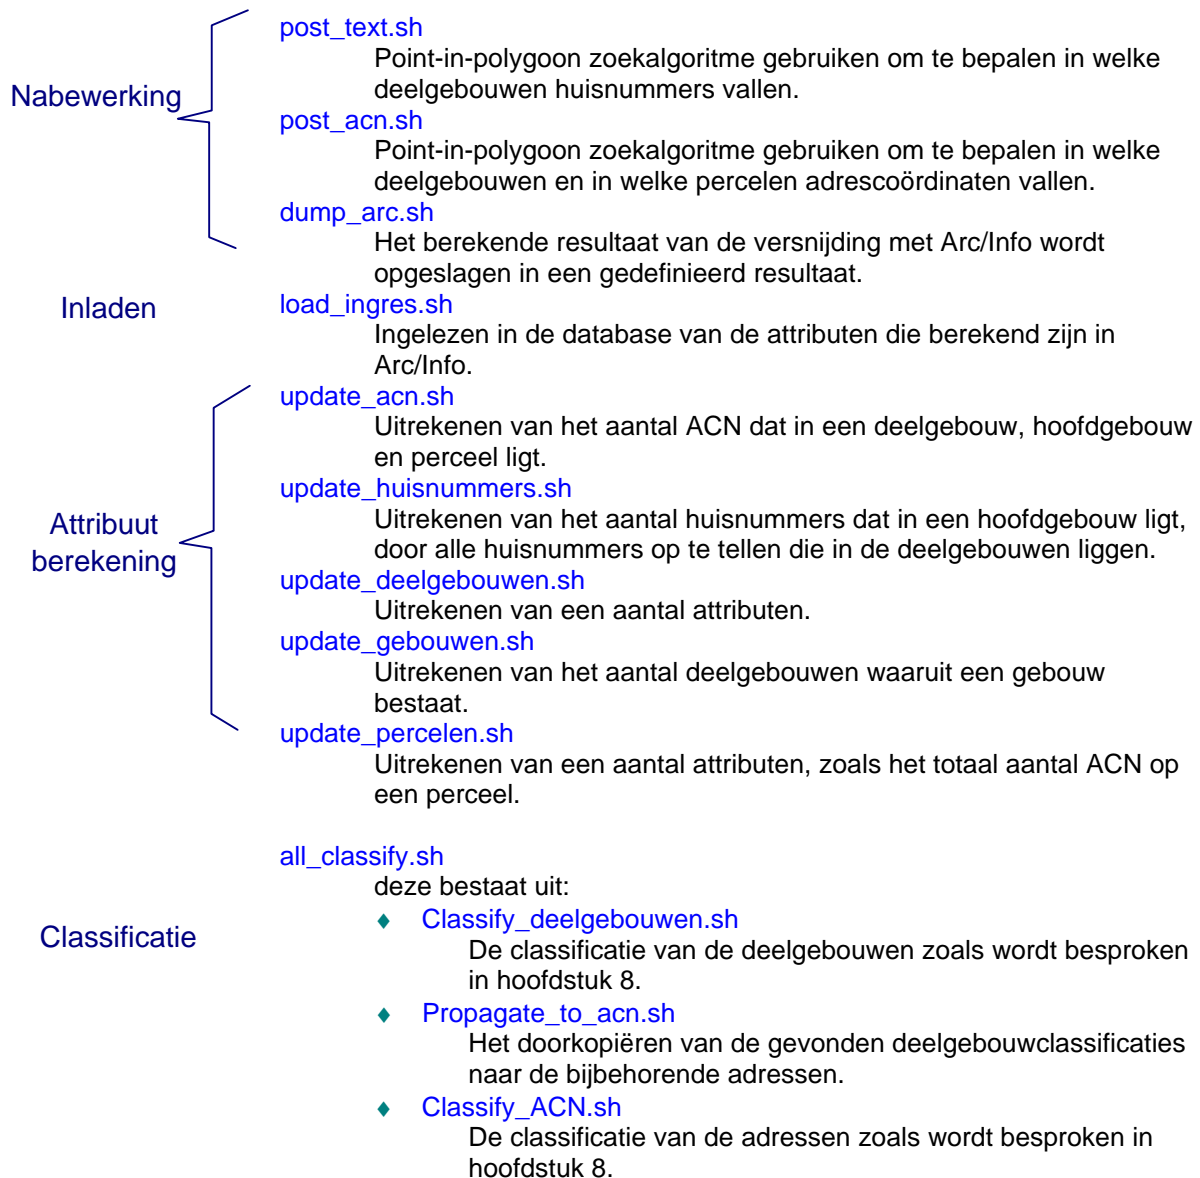 post_text.sh
Point-in-polygoon zoekalgoritme gebruiken om te bepalen in welke
deelgebouwen huisnummers vallen.
Nabewerking
post_acn.sh
Point-in-polygoon zoekalgoritme gebruiken om te bepalen in welke
deelgebouwen en in welke percelen adrescoördinaten vallen.
dump_arc.sh
Het berekende resultaat van de versnijding met Arc/Info wordt
opgeslagen in een gedefinieerd resultaat.
Inladen
load_ingres.sh
Ingelezen in de database van de attributen die berekend zijn in
Arc/Info.
update_acn.sh
Uitrekenen van het aantal ACN dat in een deelgebouw, hoofdgebouw
en perceel ligt.
update_huisnummers.sh
Uitrekenen van het aantal huisnummers dat in een hoofdgebouw ligt,
door alle huisnummers op te tellen die in de deelgebouwen liggen.
Attribuut
berekening
update_deelgebouwen.sh
Uitrekenen van een aantal attributen.
update_gebouwen.sh
Uitrekenen van het aantal deelgebouwen waaruit een gebouw
bestaat.
update_percelen.sh
Uitrekenen van een aantal attributen, zoals het totaal aantal ACN op
een perceel.
all_classify.sh
deze bestaat uit:
Classificatie
♦ Classify_deelgebouwen.sh
De classificatie van de deelgebouwen zoals wordt besproken
in hoofdstuk 8.
♦ Propagate_to_acn.sh
Het doorkopiëren van de gevonden deelgebouwclassificaties
naar de bijbehorende adressen.
♦ Classify_ACN.sh
De classificatie van de adressen zoals wordt besproken in
hoofdstuk 8.